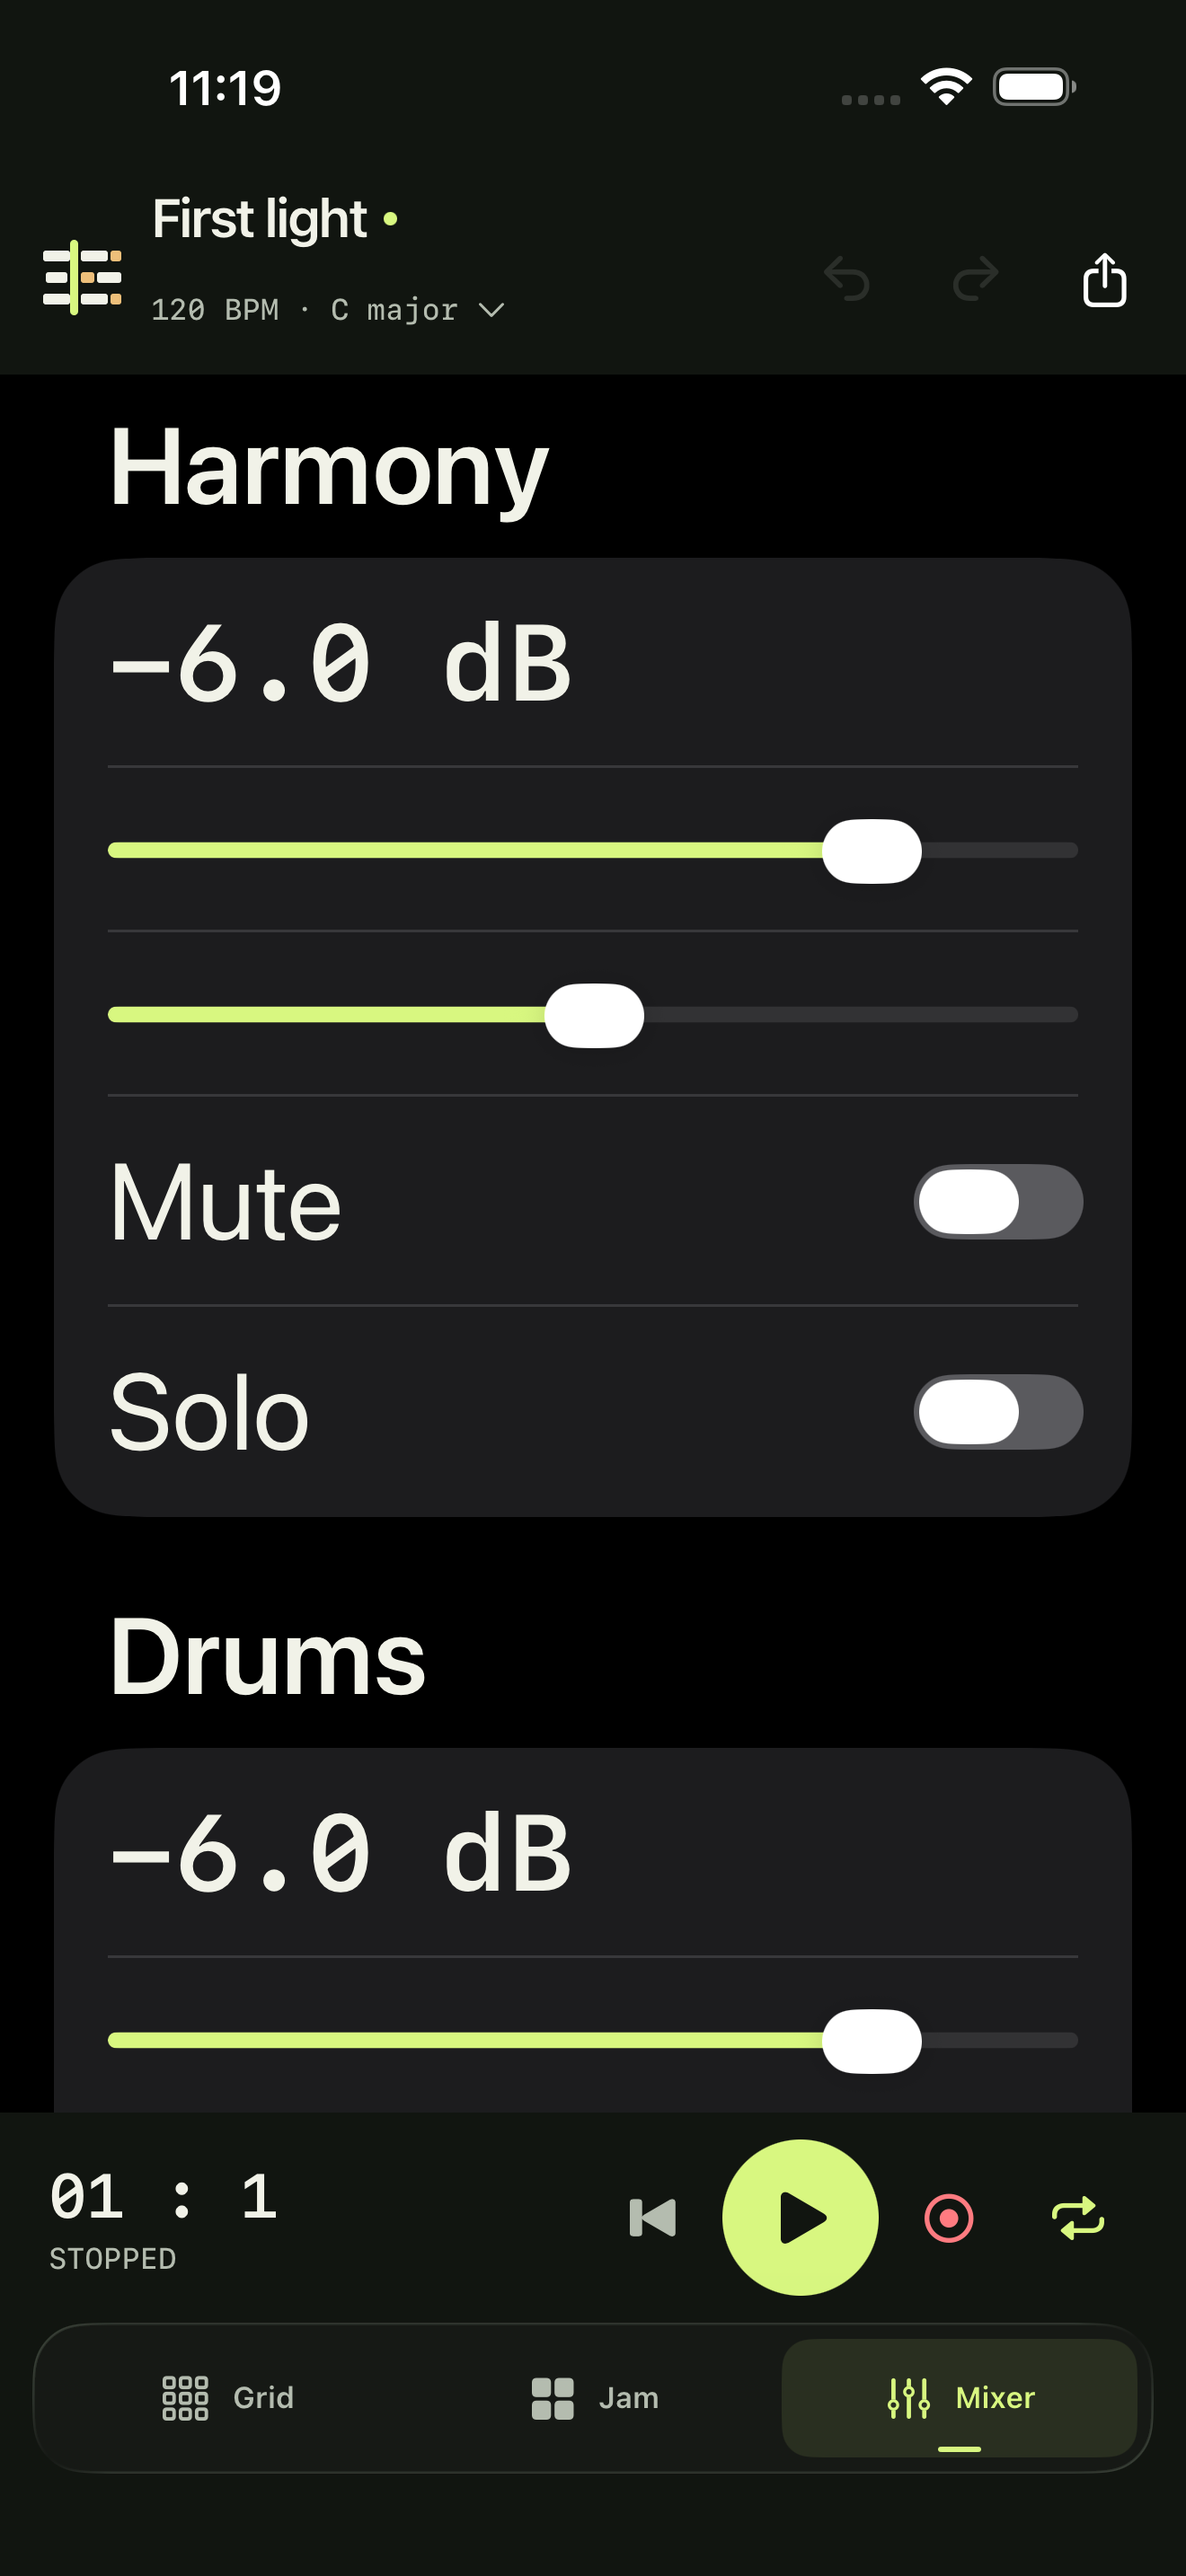 11:19
First light
120 BPM · C major
Harmony
−6.0 dB
Mute
Solo
Drums
−6.0 dB
01 : 1
STOPPED
Grid
Jam
Mixer